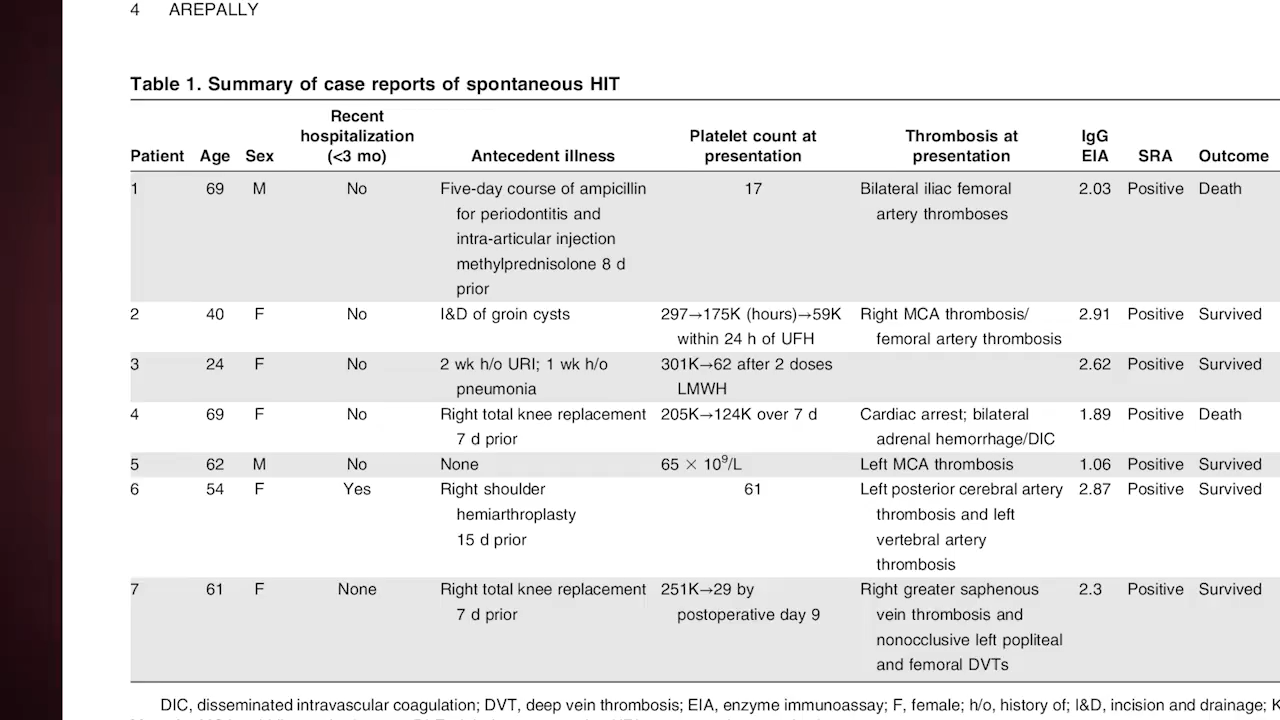 4 AREPALLY
Table 1. Summary of case reports of spontaneous HIT
Recent
hospitalization Platelet count at Thrombosis at IgG
Patient Age Sex (<3 mo) Antecedent illness presentation presentation EIA SRA Outcome
1 69 M No Five-day course of ampicillin 17 Bilateral iliac femoral 2.03 Positive Death
for periodontitis and artery thromboses
intra-articular injection
methylprednisolone 8 d
prior
2 40 F No I&D of groin cysts 297→175K (hours)→59K Right MCA thrombosis/ 2.91 Positive Survived
within 24 h of UFH femoral artery thrombosis
3 24 F No 2 wk h/o URI; 1 wk h/o 301K→62 after 2 doses 2.62 Positive Survived
pneumonia LMWH
4 69 F No Right total knee replacement 205K→124K over 7 d Cardiac arrest; bilateral 1.89 Positive Death
7 d prior adrenal hemorrhage/DIC
5 62 M No None 65 × 10⁹/L Left MCA thrombosis 1.06 Positive Survived
6 54 F Yes Right shoulder 61 Left posterior cerebral artery 2.87 Positive Survived
hemiarthroplasty thrombosis and left
15 d prior vertebral artery
thrombosis
7 61 F None Right total knee replacement 251K→29 by Right greater saphenous 2.3 Positive Survived
7 d prior postoperative day 9 vein thrombosis and
nonocclusive left popliteal
and femoral DVTs
DIC, disseminated intravascular coagulation; DVT, deep vein thrombosis; EIA, enzyme immunoassay; F, female; h/o, history of; I&D, incision and drainage; K